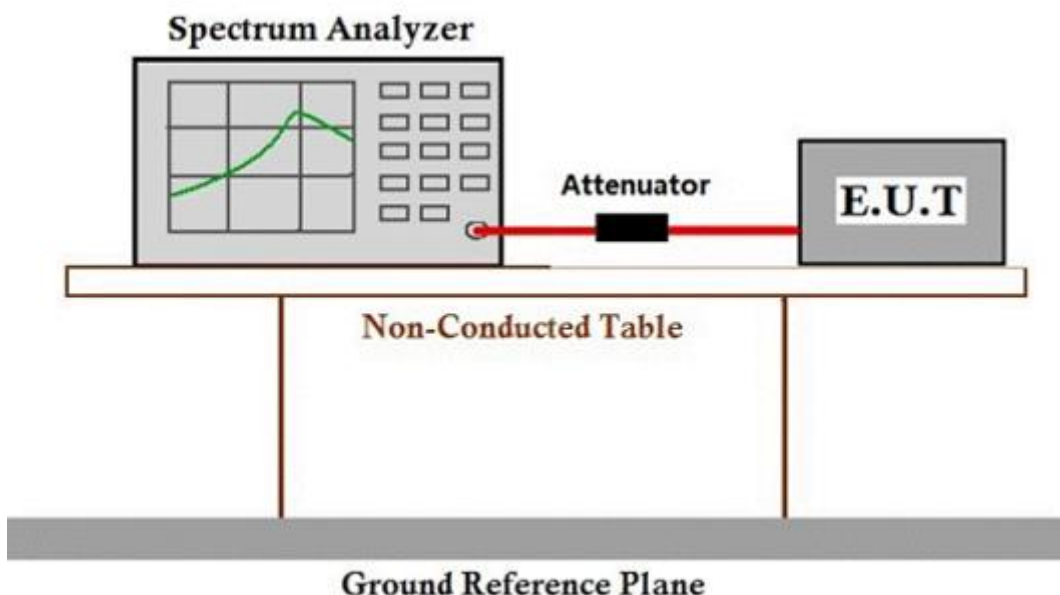 Spectrum Analyzer
Attenuator
E.U.T
Non-Conducted Table
Ground Reference Plane